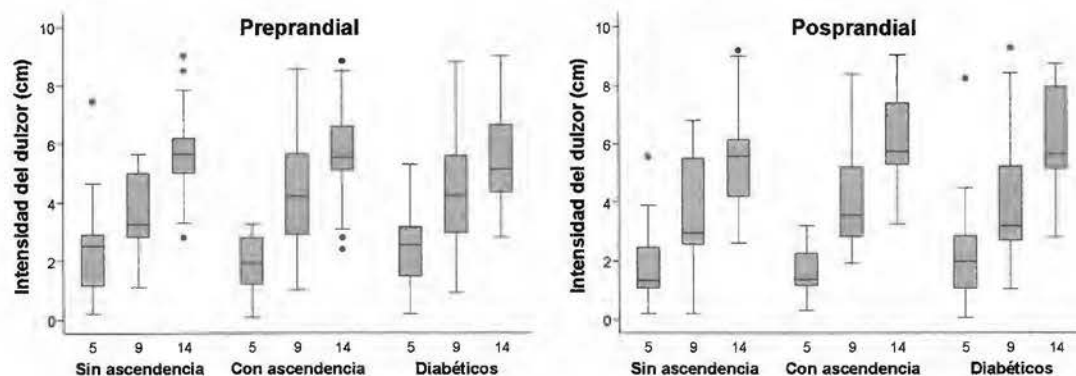 Preprandial
Intensidad del dulzor (cm)
10
8
6
4
2
0
5 9 14 5 9 14 5 9 14
Sin ascendencia Con ascendencia Diabéticos
Posprandial
Intensidad del dulzor (cm)
10
8
6
4
2
0
5 9 14 5 9 14 5 9 14
Sin ascendencia Con ascendencia Diabéticos